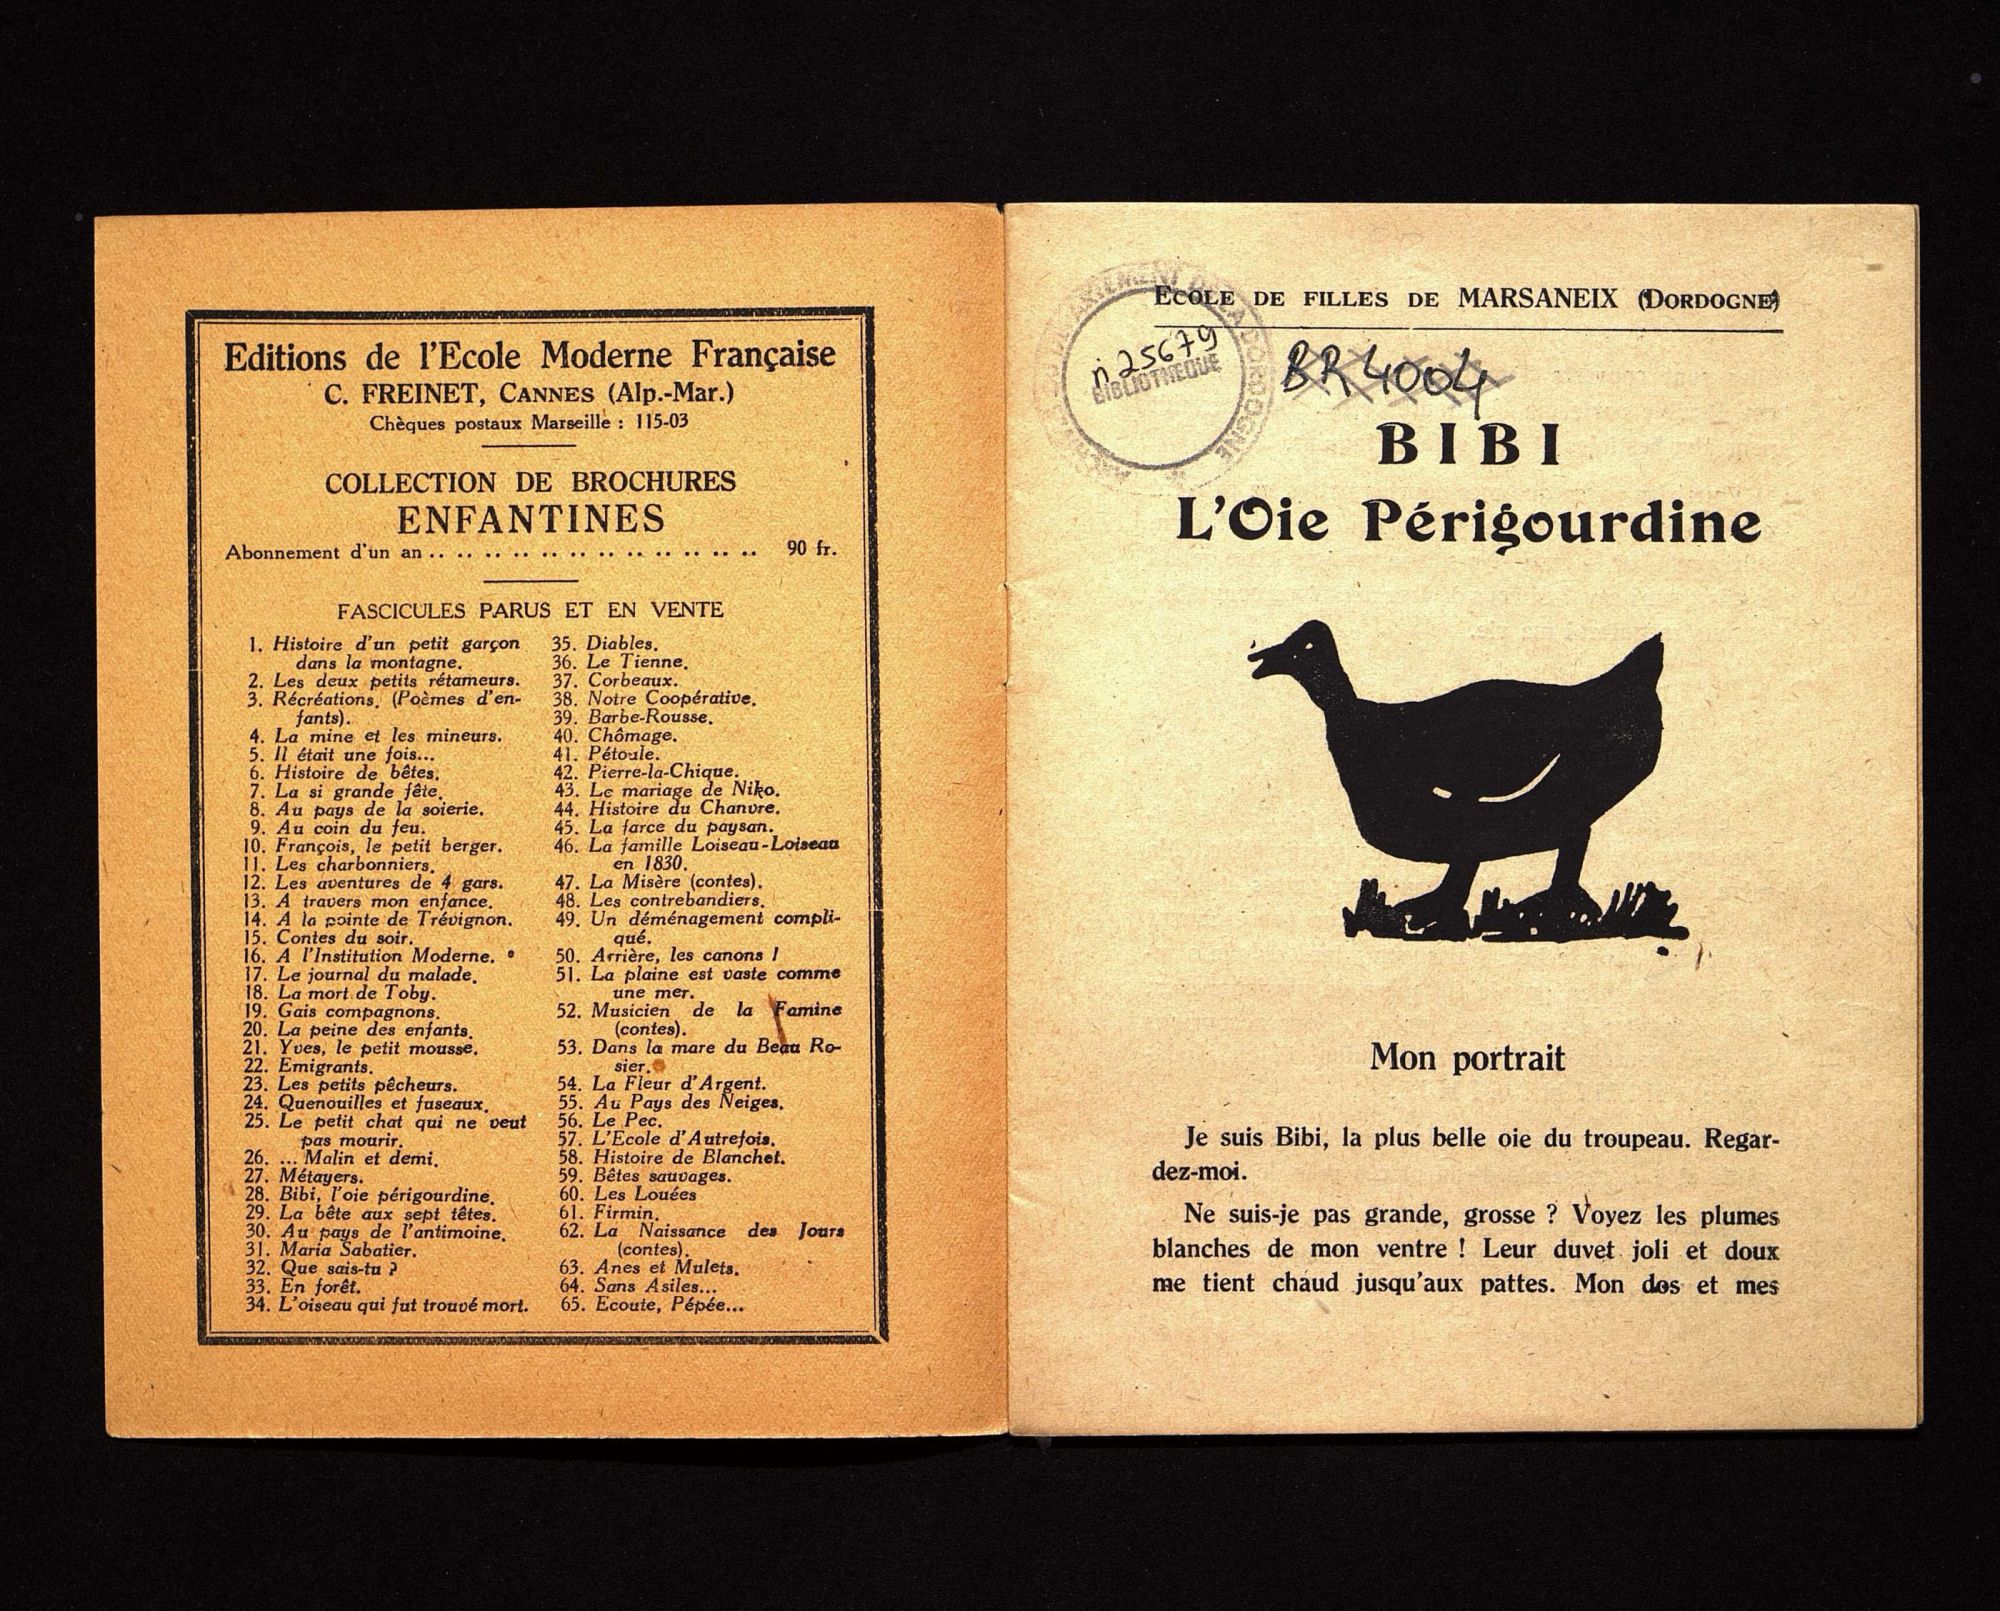 Editions de l'Ecole Moderne Française
C. FREINET, CANNES (Alp.-Mar.)
Chèques postaux Marseille : 115-03
COLLECTION DE BROCHURES
ENFANTINES
Abonnement d'un an .. .. .. .. .. .. .. .. .. .. .. .. 90 fr.
FASCICULES PARUS ET EN VENTE
1. Histoire d'un petit garçon
dans la montagne.
2. Les deux petits rétameurs.
3. Récréations. (Poèmes d'en-
fants).
4. La mine et les mineurs.
5. Il était une fois...
6. Histoire de bêtes.
7. La si grande fête.
8. Au pays de la soierie.
9. Au coin du feu.
10. François, le petit berger.
11. Les charbonniers.
12. Les aventures de 4 gars.
13. A travers mon enfance.
14. A la pointe de Trévignon.
15. Contes du soir.
16. A l'Institution Moderne.
17. Le journal du malade.
18. La mort de Toby.
19. Gais compagnons.
20. La peine des enfants.
21. Yves, le petit mousse.
22. Emigrants.
23. Les petits pêcheurs.
24. Quenouilles et fuseaux.
25. Le petit chat qui ne veut
pas mourir.
26. ... Malin et demi.
27. Métayers.
28. Bibi, l'oie périgourdine.
29. La bête aux sept têtes.
30. Au pays de l'antimoine.
31. Maria Sabatier.
32. Que sais-tu ?
33. En forêt.
34. L'oiseau qui fut trouvé mort.
35. Diables.
36. Le Tienne.
37. Corbeaux.
38. Notre Coopérative.
39. Barbe-Rousse.
40. Chômage.
41. Pétoule.
42. Pierre-la-Chique.
43. Le mariage de Niko.
44. Histoire du Chanvre.
45. La farce du paysan.
46. La famille Loiseau-Loiseau
en 1830.
47. La Misère (contes).
48. Les contrebandiers.
49. Un déménagement compli-
qué.
50. Arrière, les canons !
51. La plaine est vaste comme
une mer.
52. Musicien de la Famine
(contes).
53. Dans la mare du Beau Ro-
sier.
54. La Fleur d'Argent.
55. Au Pays des Neiges.
56. Le Pec.
57. L'Ecole d'Autrefois.
58. Histoire de Blanchet.
59. Bêtes sauvages.
60. Les Louées
61. Firmin.
62. La Naissance des Jours
(contes).
63. Anes et Mulets.
64. Sans Asiles...
65. Ecoute, Pépée...
ECOLE DE FILLES DE MARSANEIX (DORDOGNE)
DÉPARTEMENT DE LA DORDOGNE
n 25679
BIBLIOTHEQUE
BR 4004
BIBI
L'Oie Périgourdine
Mon portrait
Je suis Bibi, la plus belle oie du troupeau. Regar-
dez-moi.
Ne suis-je pas grande, grosse ? Voyez les plumes
blanches de mon ventre ! Leur duvet joli et doux
me tient chaud jusqu'aux pattes. Mon dos et mes